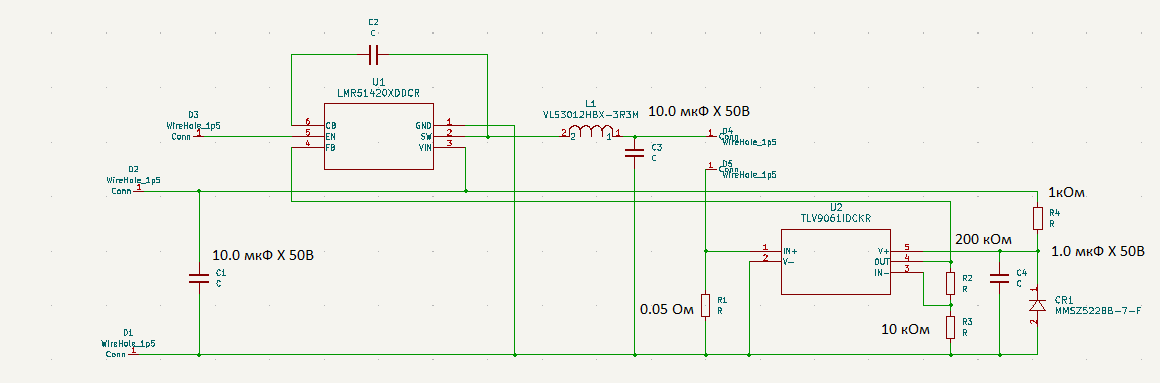 C2
C
U1
LMR51420XDDCR
D3
WireHole_1p5
Conn 1
6 CB
5 EN
4 FB
GND 1
SW 2
VIN 3
L1
VLS3012HBX-3R3M
2 2 1 1
10.0 мкФ X 50В
1 D4
Conn
WireHole_1p5
C3
C
1 D5
Conn
WireHole_1p5
D2
WireHole_1p5
Conn 1
1кОм
R4
R
U2
TLV9061IDCKR
1 IN+
2 V-
V+ 5
OUT 4
IN- 3
200 кОм
1.0 мкФ X 50В
10.0 мкФ X 50В
C1
C
R2
R
C4
C
1
CR1
MMSZ5228B-7-F
2
0.05 Ом
R1
R
10 кОм
R3
R
D1
WireHole_1p5
Conn 1